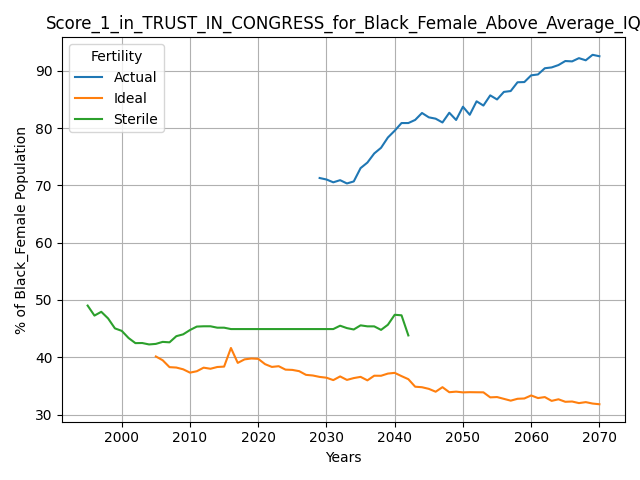 Score_1_in_TRUST_IN_CONGRESS_for_Black_Female_Above_Average_IQ
Fertility
Actual
Ideal
Sterile
% of Black_Female Population
90
80
70
60
50
40
30
2000
2010
2020
2030
2040
2050
2060
2070
Years